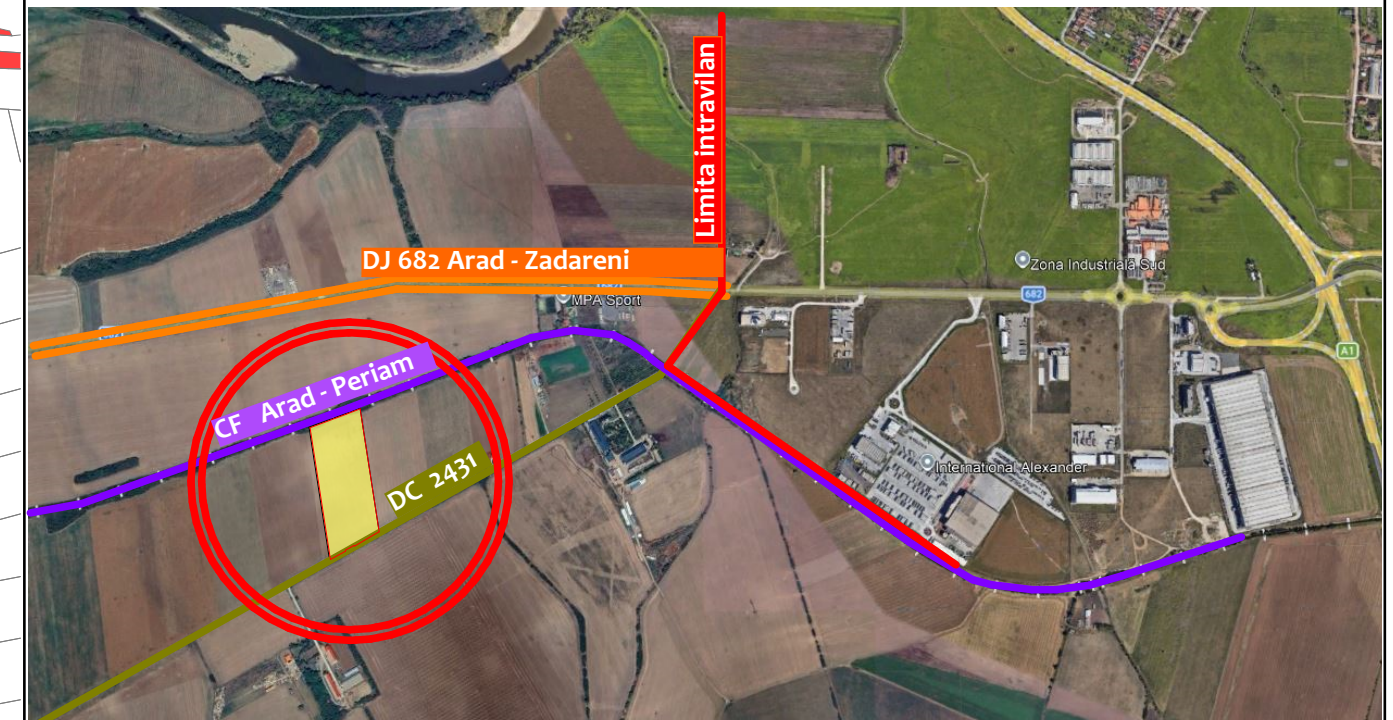 Limita intravilan
DJ 682 Arad - Zadareni
Zona Industrială Sud
682
MPA Sport
A1
CF Arad - Periam
DC 2431
International Alexander